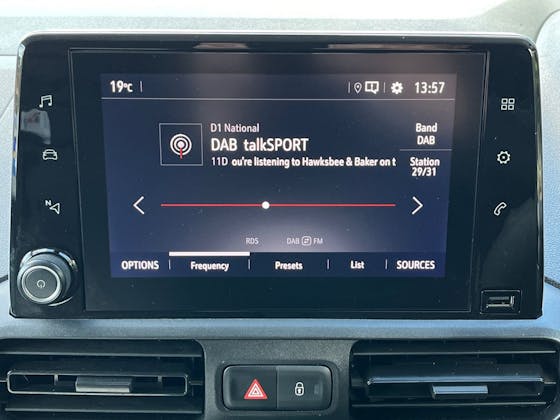 19°C
13:57
D1 National
DAB talkSPORT
11D ou're listening to Hawksbee & Baker on t
Band
DAB
Station
29/31
N
RDS
DAB FM
OPTIONS
Frequency
Presets
List
SOURCES